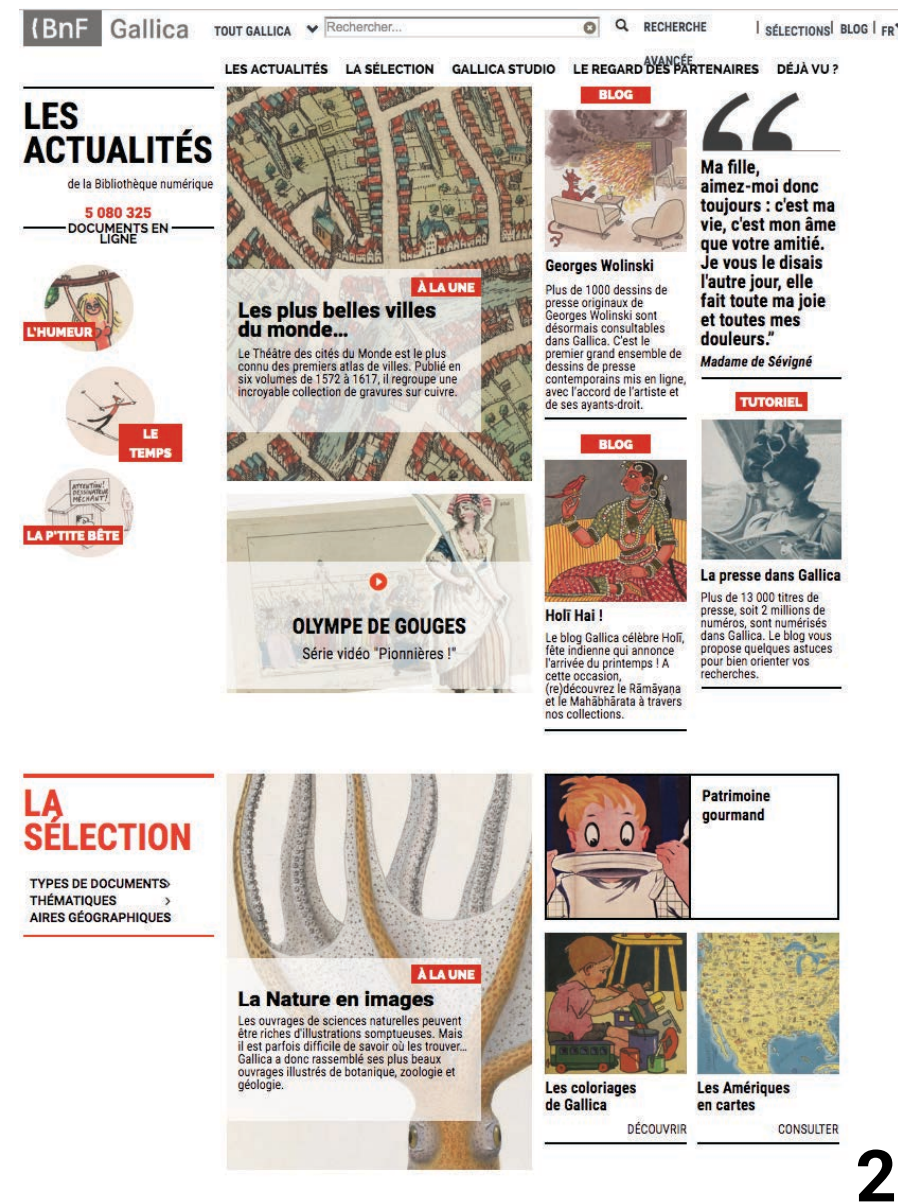 {BnF Gallica
TOUT GALLICA
Rechercher...
RECHERCHE
AVANCÉE
SÉLECTIONS
BLOG
FR
LES ACTUALITÉS LA SÉLECTION GALLICA STUDIO LE REGARD DES PARTENAIRES DÉJÀ VU ?
LES
ACTUALITÉS
de la Bibliothèque numérique
5 080 325
DOCUMENTS EN
LIGNE
L'HUMEUR
LE
TEMPS
ATTENTION!
DESSINATEUR
MÉCHANT!
LA P'TITE BÊTE
À LA UNE
Les plus belles villes
du monde...
Le Théâtre des cités du Monde est le plus
connu des premiers atlas de villes. Publié en
six volumes de 1572 à 1617, il regroupe une
incroyable collection de gravures sur cuivre.
OLYMPE DE GOUGES
Série vidéo "Pionnières !"
BLOG
Georges Wolinski
Plus de 1000 dessins de
presse originaux de
Georges Wolinski sont
désormais consultables
dans Gallica. C'est le
premier grand ensemble de
dessins de presse
contemporains mis en ligne,
avec l'accord de l'artiste et
de ses ayants-droit.
BLOG
Holī Hai !
Le blog Gallica célèbre Holī,
fête indienne qui annonce
l'arrivée du printemps ! A
cette occasion,
(re)découvrez le Rāmāyaṇa
et le Mahābhārata à travers
nos collections.
Ma fille,
aimez-moi donc
toujours : c'est ma
vie, c'est mon âme
que votre amitié.
Je vous le disais
l'autre jour, elle
fait toute ma joie
et toutes mes
douleurs.”
Madame de Sévigné
TUTORIEL
La presse dans Gallica
Plus de 13 000 titres de
presse, soit 2 millions de
numéros, sont numérisés
dans Gallica. Le blog vous
propose quelques astuces
pour bien orienter vos
recherches.
LA
SÉLECTION
TYPES DE DOCUMENTS
THÉMATIQUES
AIRES GÉOGRAPHIQUES
À LA UNE
La Nature en images
Les ouvrages de sciences naturelles peuvent
être riches d'illustrations somptueuses. Mais
il est parfois difficile de savoir où les trouver...
Gallica a donc rassemblé ses plus beaux
ouvrages illustrés de botanique, zoologie et
géologie.
Patrimoine
gourmand
Les coloriages
de Gallica
DÉCOUVRIR
Les Amériques
en cartes
CONSULTER
2